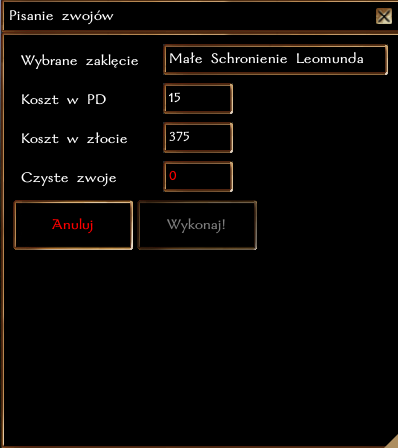 Pisanie zwojów
Wybrane zaklęcie Małe Schronienie Leomunda
Koszt w PD 15
Koszt w złocie 375
Czyste zwoje 0
Anuluj Wykonaj!